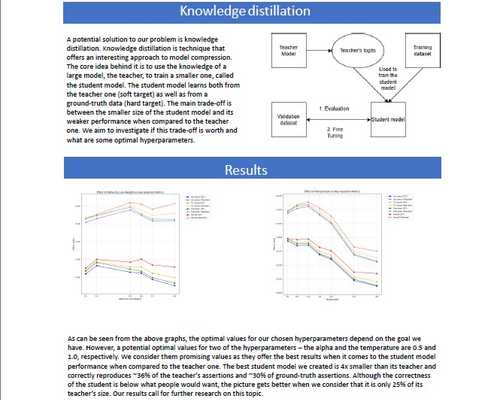 Knowledge distillation
A potential solution to our problem is knowledge
distillation. Knowledge distillation is technique that
offers an interesting approach to model compression.
The core idea behind it is to use the knowledge of a
large model, the teacher, to train a smaller one, called
the student model. The student model learns both from
the teacher one (soft target) as well as from a
ground-truth data (hard target). The main trade-off is
between the smaller size of the student model and its
weaker performance when compared to the teacher
one. We aim to investigate if this trade-off is worth and
what are some optimal hyperparameters.
Teacher
Model
Teacher's logits
Training
dataset
Used to
train the
student
model
Validation
dataset
1. Evaluation
2. Fine
Tuning
Student model
Results
As can be seen from the above graphs, the optimal values for our chosen hyperparameters depend on the goal we
have. However, a potential optimal values for two of the hyperparameters – the alpha and the temperature are 0.5 and
1.0, respectively. We consider them promising values as they offer the best results when it comes to the student model
performance when compared to the teacher one. The best student model we created is 4x smaller than its teacher and
correctly reproduces ~36% of the teacher's assertions and ~30% of ground-truth assertions. Although the correctness
of the student is below what people would want, the picture gets better when we consider that it is only 25% of its
teacher's size. Our results call for further research on this topic.